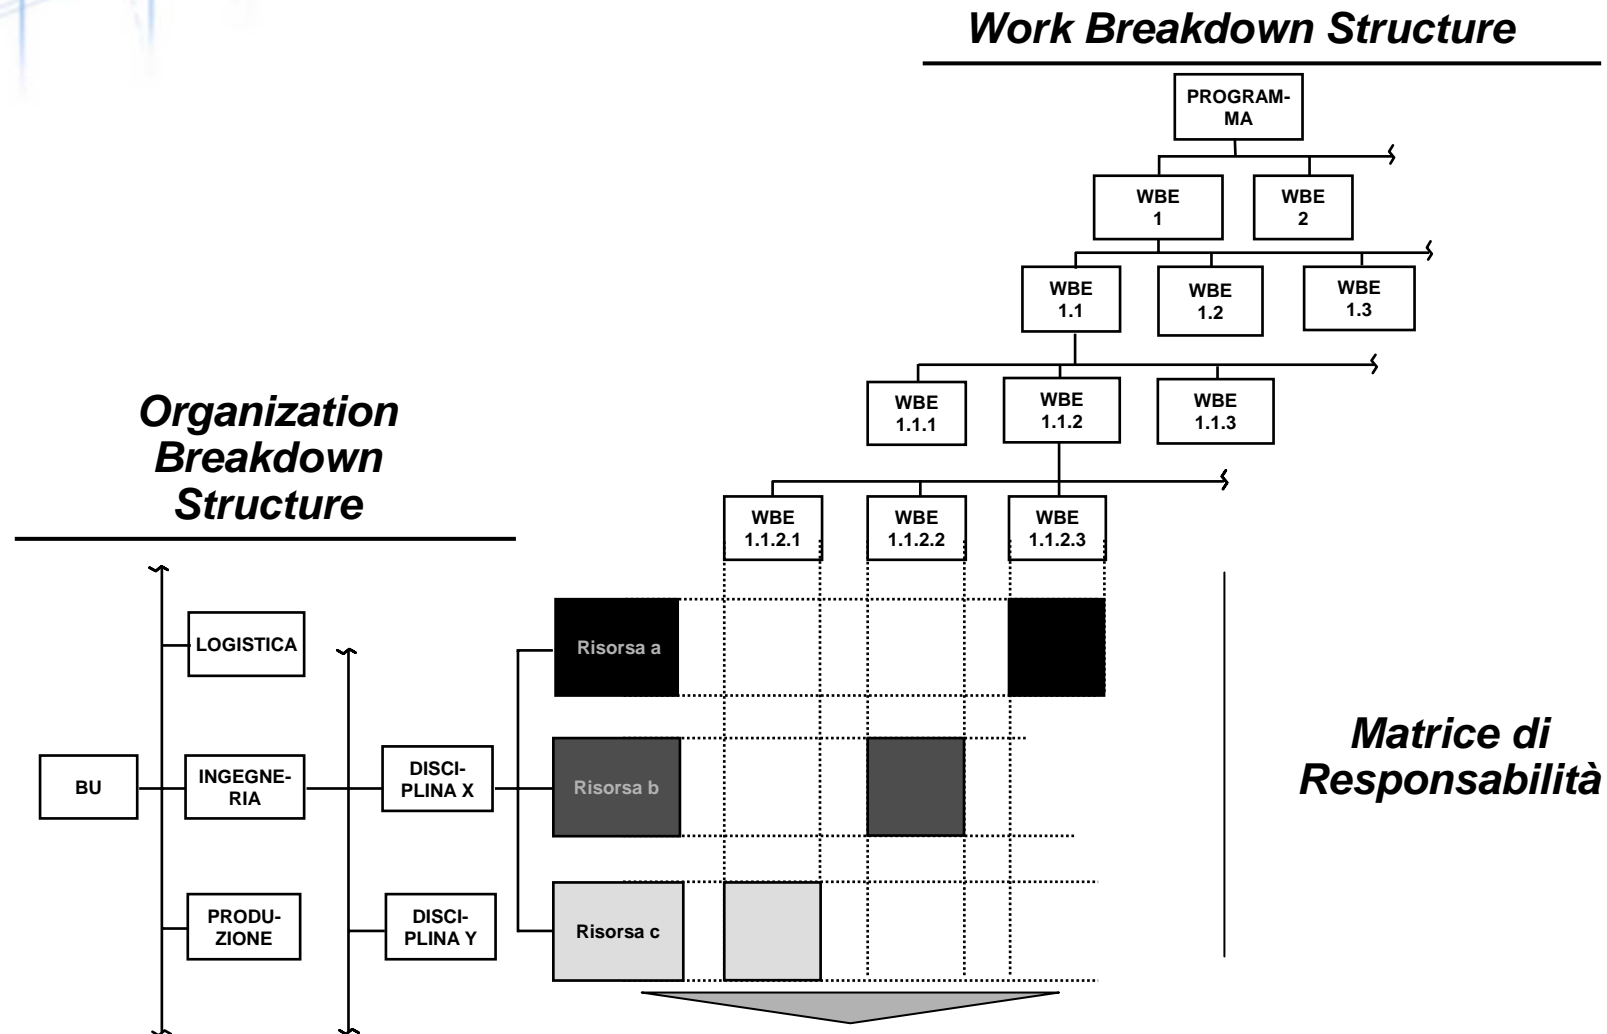 Work Breakdown Structure
PROGRAM-
MA
WBE
1
WBE
2
WBE
1.1
WBE
1.2
WBE
1.3
WBE
1.1.1
WBE
1.1.2
WBE
1.1.3
Organization
Breakdown
Structure
WBE
1.1.2.1
WBE
1.1.2.2
WBE
1.1.2.3
LOGISTICA
Risorsa a
BU
INGEGNE-
RIA
DISCI-
PLINA X
Risorsa b
Matrice di
Responsabilità
PRODU-
ZIONE
DISCI-
PLINA Y
Risorsa c